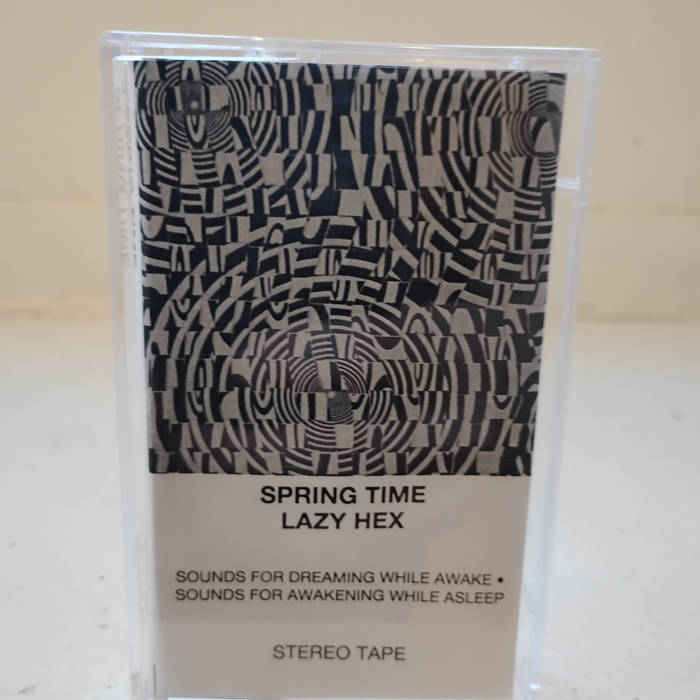 SPRING TIME
LAZY HEX
SOUNDS FOR DREAMING WHILE AWAKE •
SOUNDS FOR AWAKENING WHILE ASLEEP
STEREO TAPE